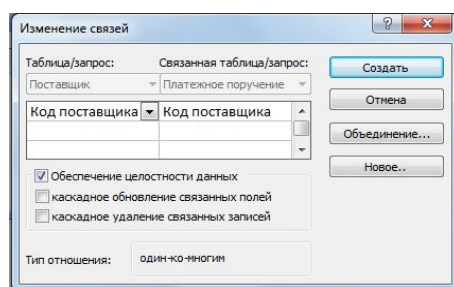 Изменение связей
Таблица/запрос: Связанная таблица/запрос:
Поставщик Платежное поручение
Код поставщика Код поставщика
Обеспечение целостности данных
каскадное обновление связанных полей
каскадное удаление связанных записей
Тип отношения: один-ко-многим
Создать
Отмена
Объединение...
Новое..